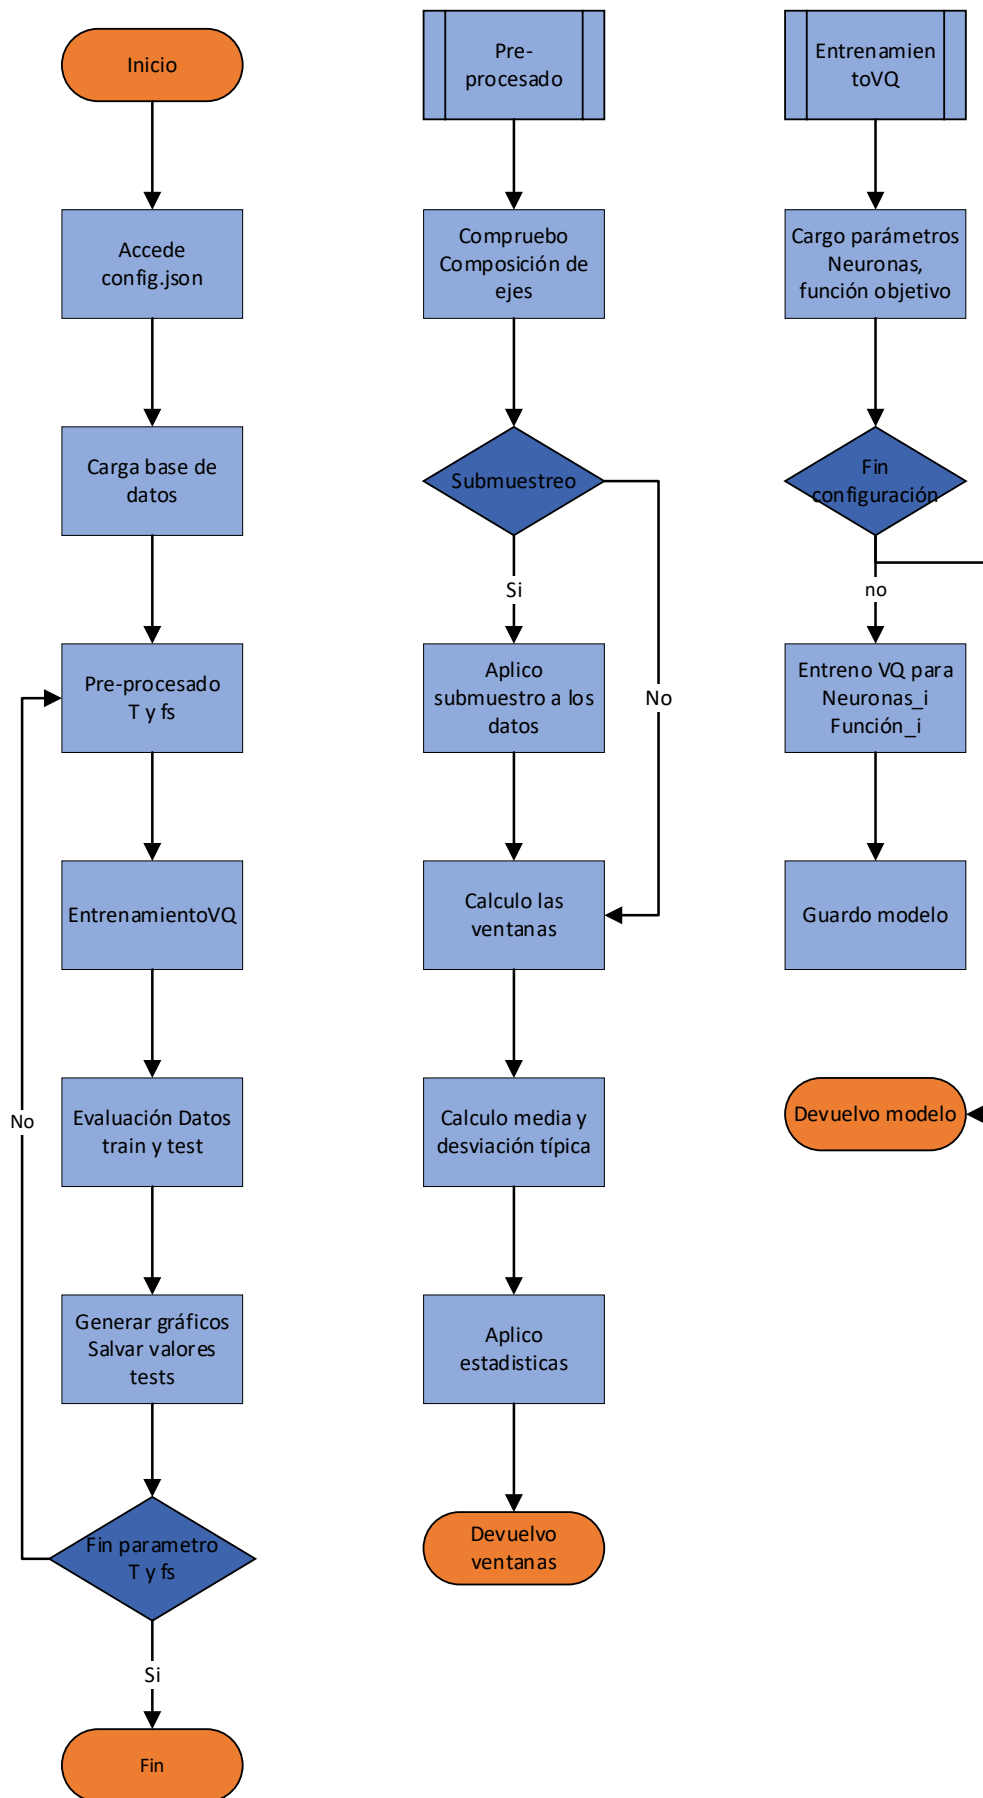 Inicio
Accede
config.json
Carga base de
datos
Pre-procesado
T y fs
EntrenamientoVQ
Evaluación Datos
train y test
No
Generar gráficos
Salvar valores
tests
Fin parametro
T y fs
Si
Fin
Pre-
procesado
Compruebo
Composición de
ejes
Submuestreo
Si
No
Aplico
submuestro a los
datos
Calculo las
ventanas
Calculo media y
desviación típica
Aplico
estadisticas
Devuelvo
ventanas
Entrenamien
toVQ
Cargo parámetros
Neuronas,
función objetivo
Fin
configuración
no
Entreno VQ para
Neuronas_i
Función_i
Guardo modelo
Devuelvo modelo